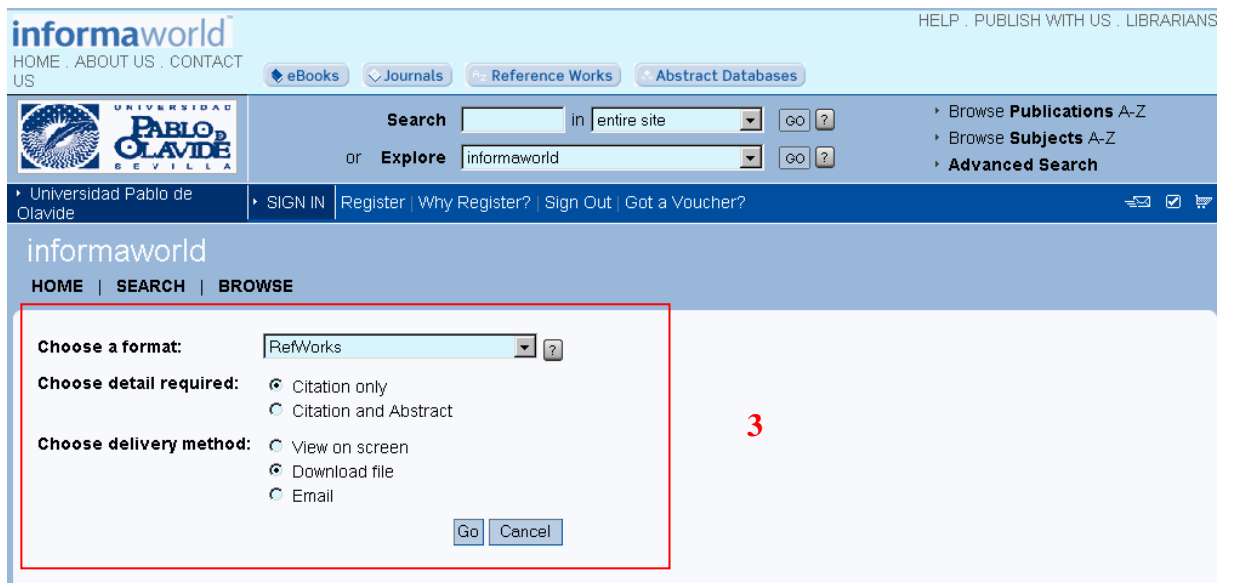 informaworld™
HELP . PUBLISH WITH US . LIBRARIANS
HOME . ABOUT US . CONTACT
US
eBooks Journals A-Z Reference Works Abstract Databases
UNIVERSIDAD
PABLO DE
OLAVIDE
SEVILLA
Search in entire site GO ?
or Explore informaworld GO ?
Browse Publications A-Z
Browse Subjects A-Z
Advanced Search
Universidad Pablo de
Olavide
SIGN IN Register | Why Register? | Sign Out | Got a Voucher?
informaworld
HOME | SEARCH | BROWSE
Choose a format: RefWorks ?
Choose detail required: Citation only
Citation and Abstract
3
Choose delivery method: View on screen
Download file
Email
Go Cancel